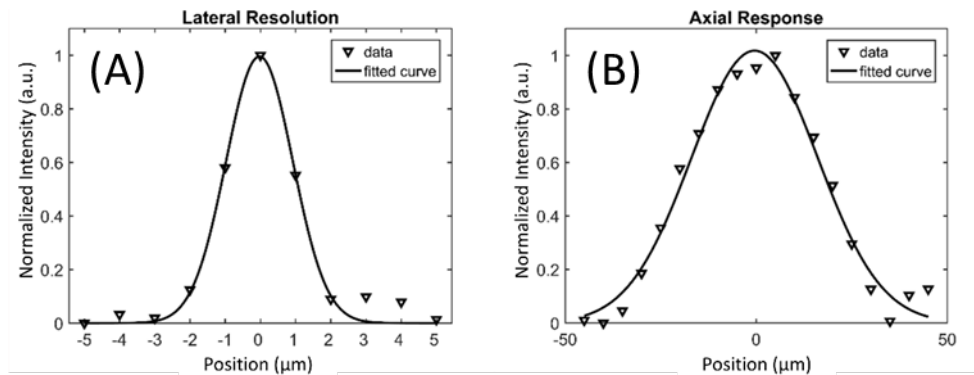 Lateral Resolution
(A)
data
fitted curve
Normalized Intensity (a.u.)
1
0.8
0.6
0.4
0.2
0
-5 -4 -3 -2 -1 0 1 2 3 4 5
Position (µm)
Axial Response
(B)
data
fitted curve
Normalized Intensity (a.u.)
1
0.8
0.6
0.4
0.2
0
-50 0 50
Position (µm)